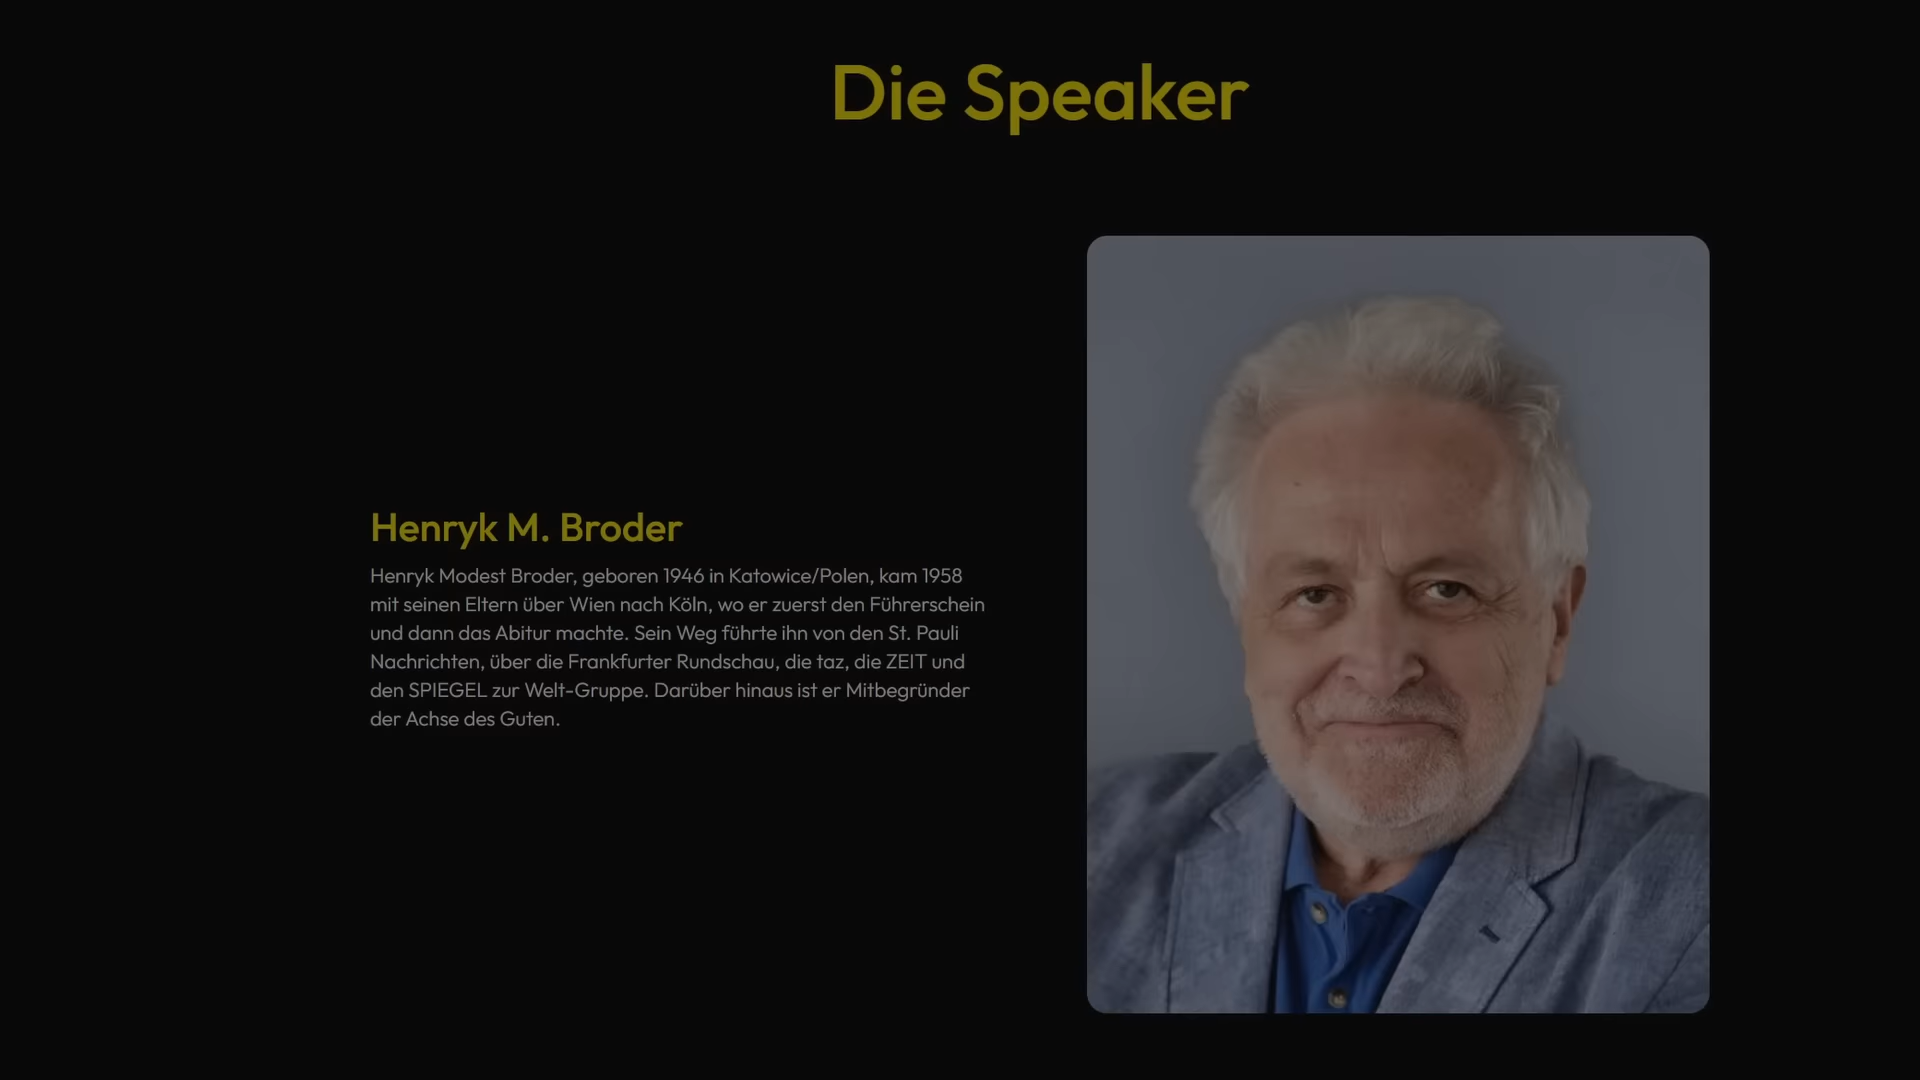 Die Speaker
Henryk M. Broder
Henryk Modest Broder, geboren 1946 in Katowice/Polen, kam 1958
mit seinen Eltern über Wien nach Köln, wo er zuerst den Führerschein
und dann das Abitur machte. Sein Weg führte ihn von den St. Pauli
Nachrichten, über die Frankfurter Rundschau, die taz, die ZEIT und
den SPIEGEL zur Welt-Gruppe. Darüber hinaus ist er Mitbegründer
der Achse des Guten.